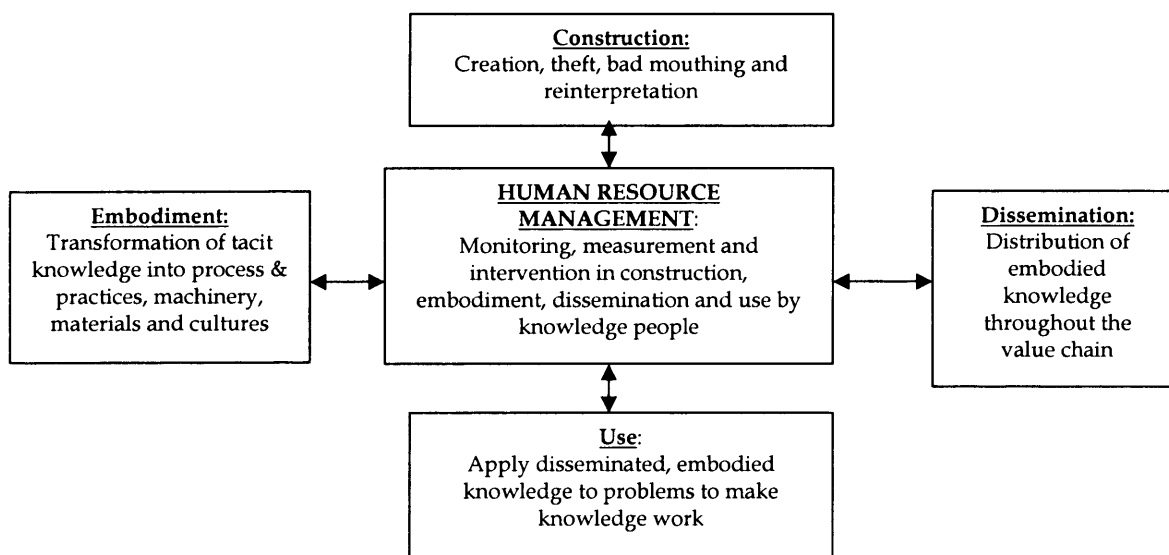 Construction:
Creation, theft, bad mouthing and
reinterpretation
Embodiment:
Transformation of tacit
knowledge into process &
practices, machinery,
materials and cultures
HUMAN RESOURCE
MANAGEMENT:
Monitoring, measurement and
intervention in construction,
embodiment, dissemination and use by
knowledge people
Dissemination:
Distribution of
embodied
knowledge
throughout the
value chain
Use:
Apply disseminated, embodied
knowledge to problems to make
knowledge work